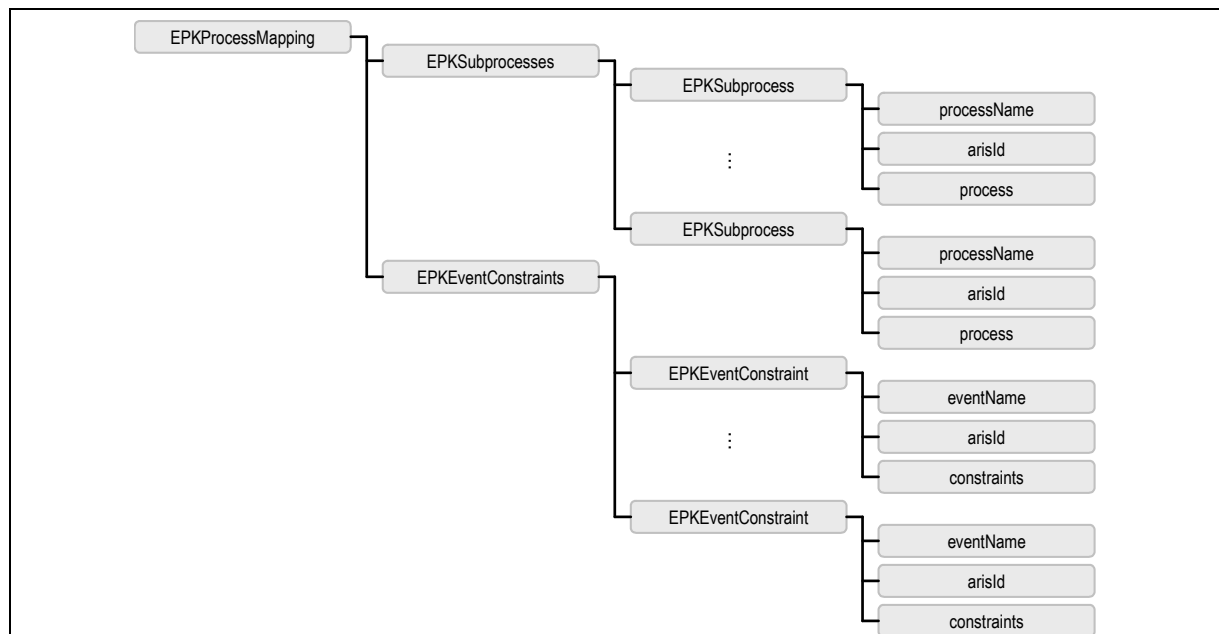 EPKProcessMapping
EPKSubprocesses
EPKSubprocess
processName
arisId
⋮
process
EPKSubprocess
processName
EPKEventConstraints
arisId
process
EPKEventConstraint
eventName
⋮
arisId
constraints
EPKEventConstraint
eventName
arisId
constraints